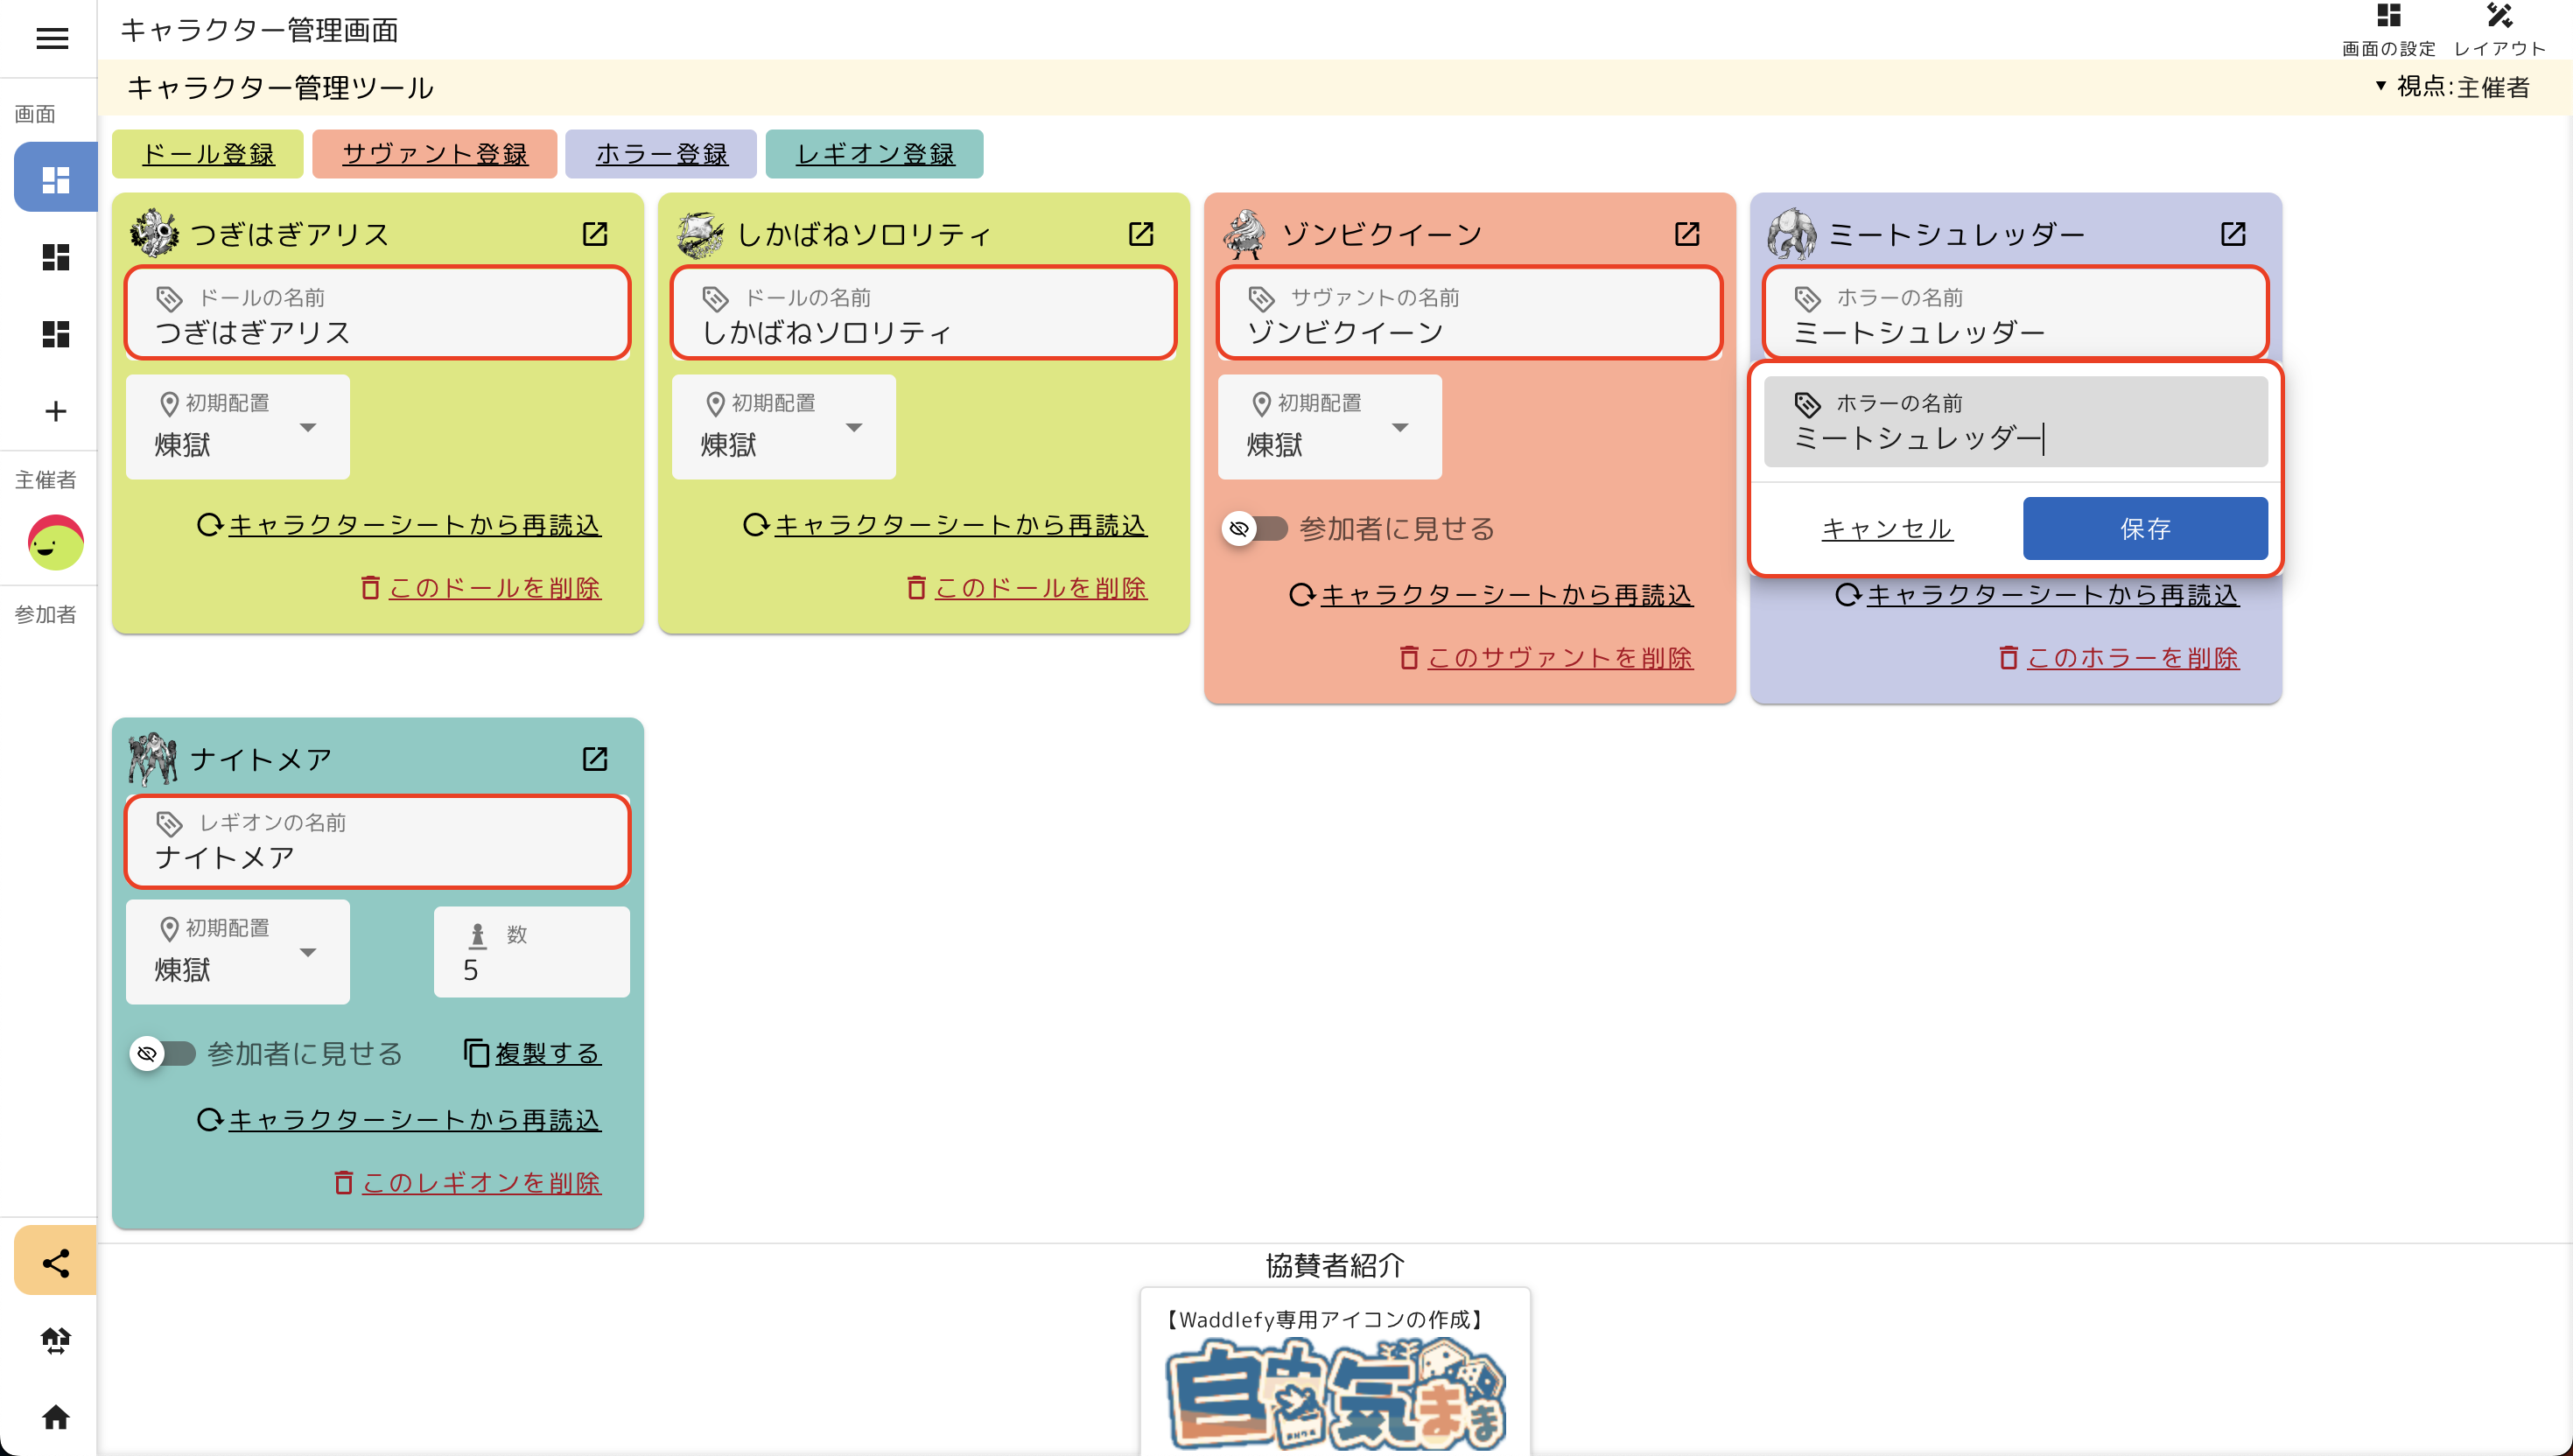 キャラクター管理画面
画面の設定
レイアウト
キャラクター管理ツール
▼ 視点:主催者
画面
主催者
参加者
ドール登録
サヴァント登録
ホラー登録
レギオン登録
つぎはぎアリス
ドールの名前
つぎはぎアリス
初期配置
煉獄
キャラクターシートから再読込
このドールを削除
しかばねソロリティ
ドールの名前
しかばねソロリティ
初期配置
煉獄
キャラクターシートから再読込
このドールを削除
ゾンビクイーン
サヴァントの名前
ゾンビクイーン
初期配置
煉獄
参加者に見せる
キャラクターシートから再読込
このサヴァントを削除
ミートシュレッダー
ホラーの名前
ミートシュレッダー
ホラーの名前
ミートシュレッダー
キャンセル
保存
キャラクターシートから再読込
このホラーを削除
ナイトメア
レギオンの名前
ナイトメア
初期配置
煉獄
数
5
参加者に見せる
複製する
キャラクターシートから再読込
このレギオンを削除
協賛者紹介
【Waddlefy専用アイコンの作成】
自由気まま